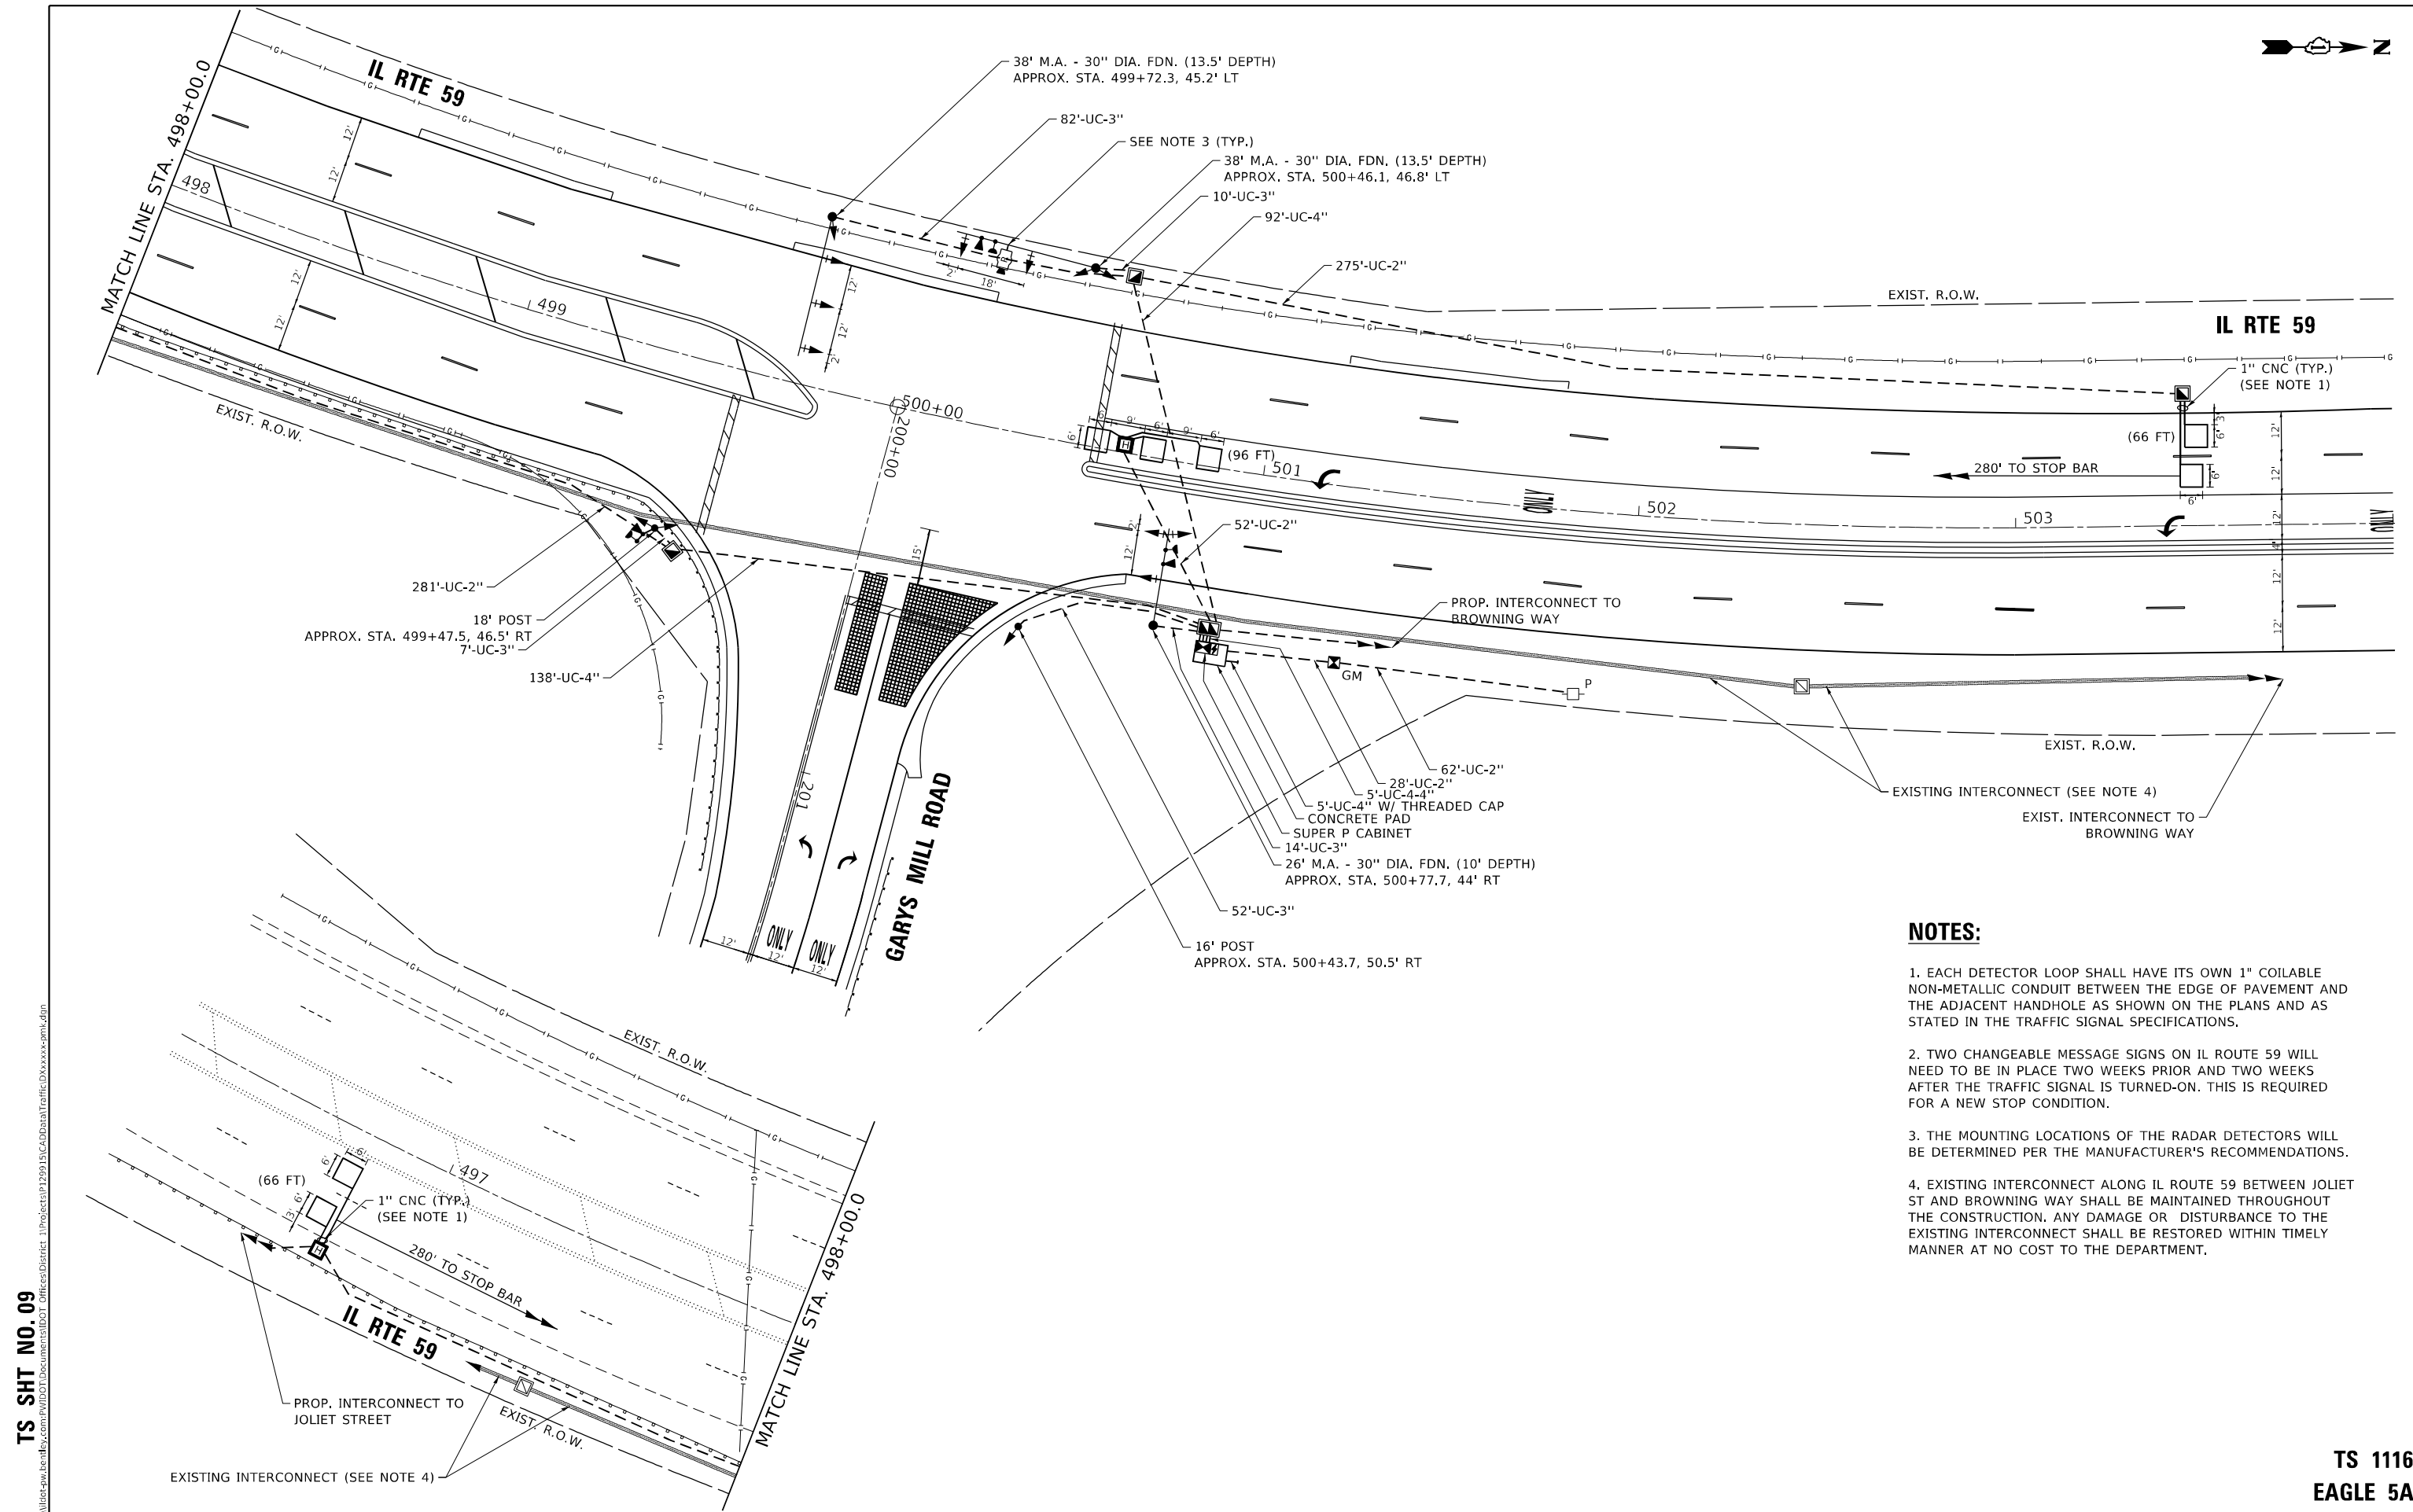 N
IL RTE 59
MATCH LINE STA. 498+00.0
38' M.A. - 30" DIA. FDN. (13.5' DEPTH)
APPROX. STA. 499+72.3, 45.2' LT
82'-UC-3"
SEE NOTE 3 (TYP.)
38' M.A. - 30" DIA. FDN. (13.5' DEPTH)
APPROX. STA. 500+46.1, 46.8' LT
10'-UC-3"
92'-UC-4"
275'-UC-2"
EXIST. R.O.W.
IL RTE 59
1" CNC (TYP.)
(SEE NOTE 1)
(66 FT)
280' TO STOP BAR
498
499
500+00
200+00
501
502
503
201
(96 FT)
ONLY
ONLY
EXIST. R.O.W.
281'-UC-2"
18' POST
APPROX. STA. 499+47.5, 46.5' RT
7'-UC-3"
138'-UC-4"
52'-UC-2"
PROP. INTERCONNECT TO
BROWNING WAY
GM
P
EXIST. R.O.W.
62'-UC-2"
28'-UC-2"
5'-UC-4-4"
5'-UC-4" W/ THREADED CAP
CONCRETE PAD
SUPER P CABINET
14'-UC-3"
26' M.A. - 30" DIA. FDN. (10' DEPTH)
APPROX. STA. 500+77.7, 44' RT
52'-UC-3"
16' POST
APPROX. STA. 500+43.7, 50.5' RT
EXISTING INTERCONNECT (SEE NOTE 4)
EXIST. INTERCONNECT TO
BROWNING WAY
GARYS MILL ROAD
ONLY
ONLY
12'
12'
12'
NOTES:
1. EACH DETECTOR LOOP SHALL HAVE ITS OWN 1" COILABLE
NON-METALLIC CONDUIT BETWEEN THE EDGE OF PAVEMENT AND
THE ADJACENT HANDHOLE AS SHOWN ON THE PLANS AND AS
STATED IN THE TRAFFIC SIGNAL SPECIFICATIONS.
2. TWO CHANGEABLE MESSAGE SIGNS ON IL ROUTE 59 WILL
NEED TO BE IN PLACE TWO WEEKS PRIOR AND TWO WEEKS
AFTER THE TRAFFIC SIGNAL IS TURNED-ON. THIS IS REQUIRED
FOR A NEW STOP CONDITION.
3. THE MOUNTING LOCATIONS OF THE RADAR DETECTORS WILL
BE DETERMINED PER THE MANUFACTURER'S RECOMMENDATIONS.
4. EXISTING INTERCONNECT ALONG IL ROUTE 59 BETWEEN JOLIET
ST AND BROWNING WAY SHALL BE MAINTAINED THROUGHOUT
THE CONSTRUCTION. ANY DAMAGE OR DISTURBANCE TO THE
EXISTING INTERCONNECT SHALL BE RESTORED WITHIN TIMELY
MANNER AT NO COST TO THE DEPARTMENT.
EXIST. R.O.W.
497
(66 FT)
1" CNC (TYP.)
(SEE NOTE 1)
280' TO STOP BAR
IL RTE 59
MATCH LINE STA. 498+00.0
PROP. INTERCONNECT TO
JOLIET STREET
EXIST. R.O.W.
EXISTING INTERCONNECT (SEE NOTE 4)
TS SHT NO. 09
TS 1116
EAGLE 5A